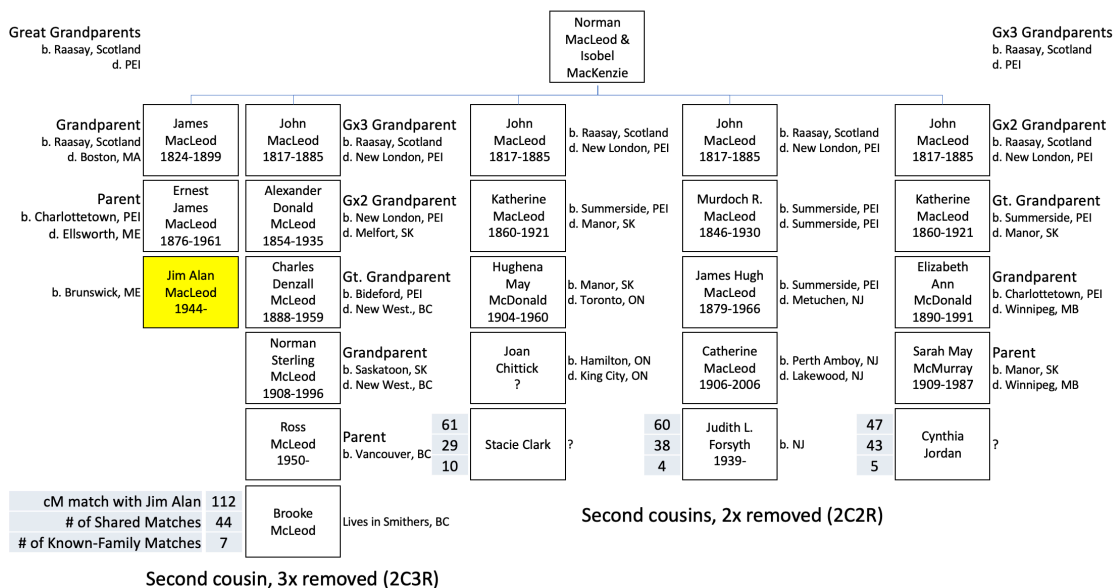 Norman
MacLeod &
Isobel
MacKenzie
Great Grandparents
b. Raasay, Scotland
d. PEI
Gx3 Grandparents
b. Raasay, Scotland
d. PEI
Grandparent
b. Raasay, Scotland
d. Boston, MA
James
MacLeod
1824-1899
John
MacLeod
1817-1885
Gx3 Grandparent
b. Raasay, Scotland
d. New London, PEI
John
MacLeod
1817-1885
b. Raasay, Scotland
d. New London, PEI
John
MacLeod
1817-1885
b. Raasay, Scotland
d. New London, PEI
John
MacLeod
1817-1885
Gx2 Grandparent
b. Raasay, Scotland
d. New London, PEI
Parent
b. Charlottetown, PEI
d. Ellsworth, ME
Ernest
James
MacLeod
1876-1961
Alexander
Donald
McLeod
1854-1935
Gx2 Grandparent
b. New London, PEI
d. Melfort, SK
Katherine
MacLeod
1860-1921
b. Summerside, PEI
d. Manor, SK
Murdoch R.
MacLeod
1846-1930
b. Summerside, PEI
d. Summerside, PEI
Katherine
MacLeod
1860-1921
Gt. Grandparent
b. Summerside, PEI
d. Manor, SK
b. Brunswick, ME
Jim Alan
MacLeod
1944-
Charles
Denzall
McLeod
1888-1959
Gt. Grandparent
b. Bideford, PEI
d. New West., BC
Hughena
May
McDonald
1904-1960
b. Manor, SK
d. Toronto, ON
James Hugh
MacLeod
1879-1966
b. Summerside, PEI
d. Metuchen, NJ
Elizabeth
Ann
McDonald
1890-1991
Grandparent
b. Charlottetown, PEI
d. Winnipeg, MB
Norman
Sterling
McLeod
1908-1996
Grandparent
b. Saskatoon, SK
d. New West., BC
Joan
Chittick
?
b. Hamilton, ON
d. King City, ON
Catherine
MacLeod
1906-2006
b. Perth Amboy, NJ
d. Lakewood, NJ
Sarah May
McMurray
1909-1987
Parent
b. Manor, SK
d. Winnipeg, MB
Ross
McLeod
1950-
Parent
b. Vancouver, BC
61
29
10
Stacie Clark
?
60
38
4
Judith L.
Forsyth
1939-
b. NJ
47
43
5
Cynthia
Jordan
?
cM match with Jim Alan 112
# of Shared Matches 44
# of Known-Family Matches 7
Brooke
McLeod
Lives in Smithers, BC
Second cousins, 2x removed (2C2R)
Second cousin, 3x removed (2C3R)